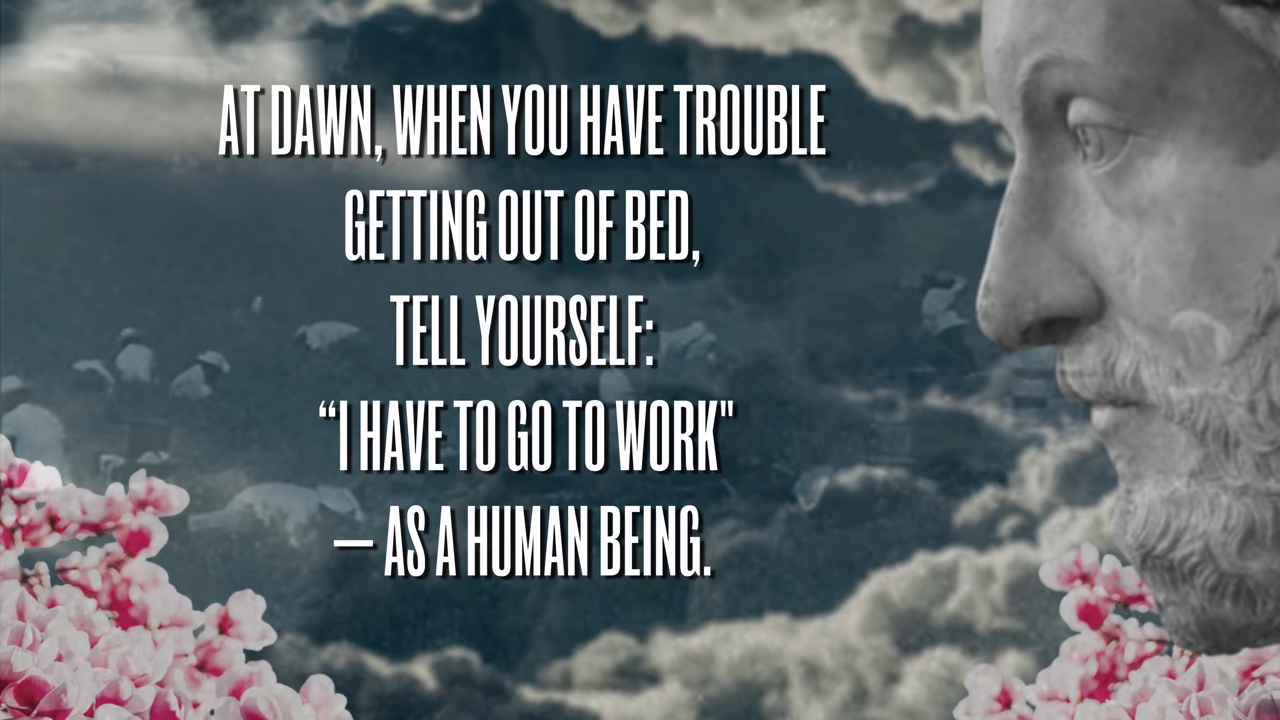 AT DAWN, WHEN YOU HAVE TROUBLE
GETTING OUT OF BED,
TELL YOURSELF:
“I HAVE TO GO TO WORK"
— AS A HUMAN BEING.